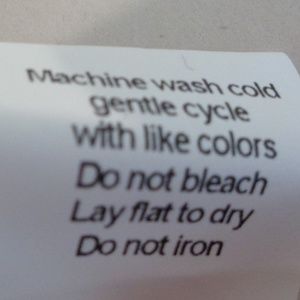 Machine wash cold
gentle cycle
with like colors
Do not bleach
Lay flat to dry
Do not iron